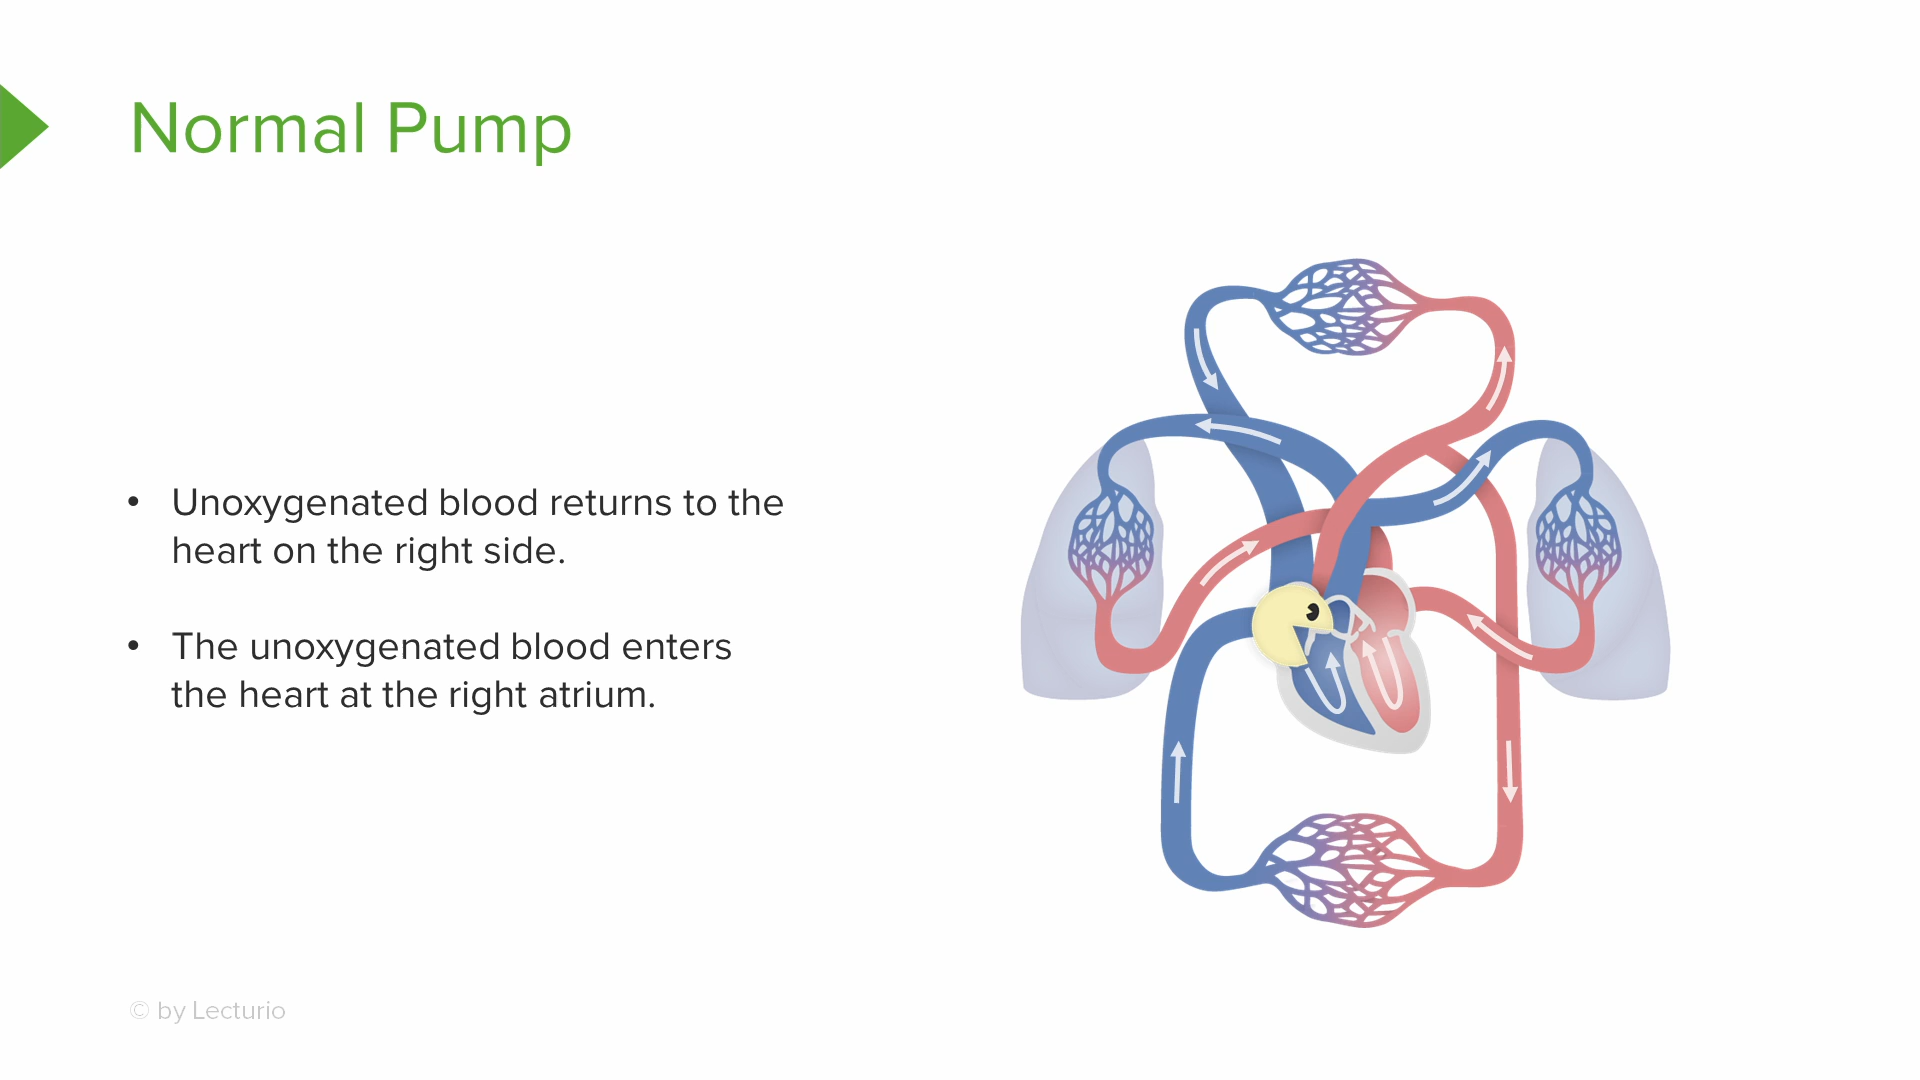 Normal Pump
• Unoxygenated blood returns to the
heart on the right side.
• The unoxygenated blood enters
the heart at the right atrium.
© by Lecturio